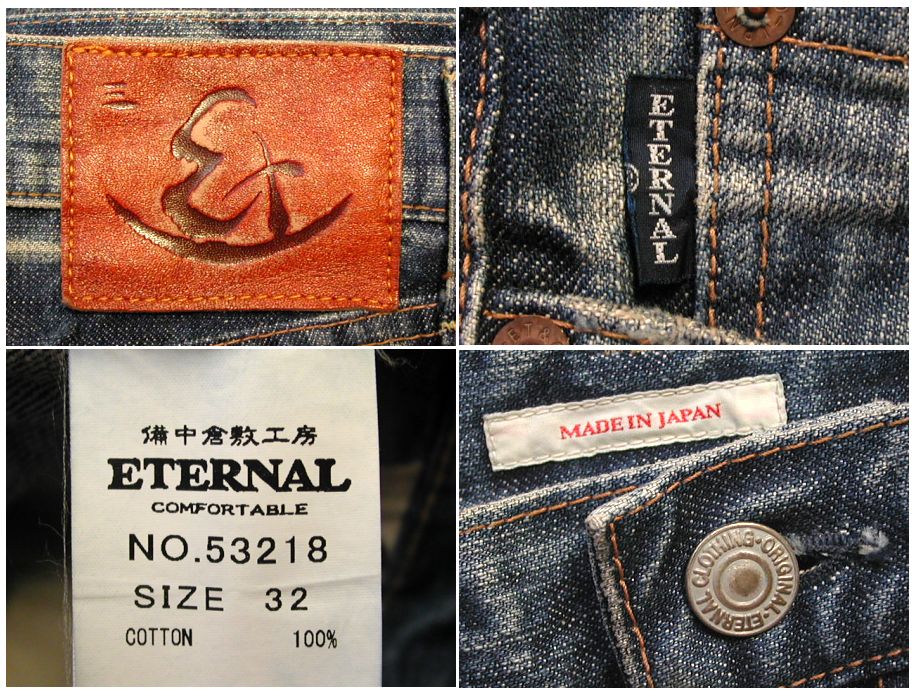 ETERNAL
備中倉敷工房
ETERNAL
COMFORTABLE
NO.53218
SIZE 32
COTTON 100%
MADE IN JAPAN
ETERNAL CLOTHING・ORIGINAL・